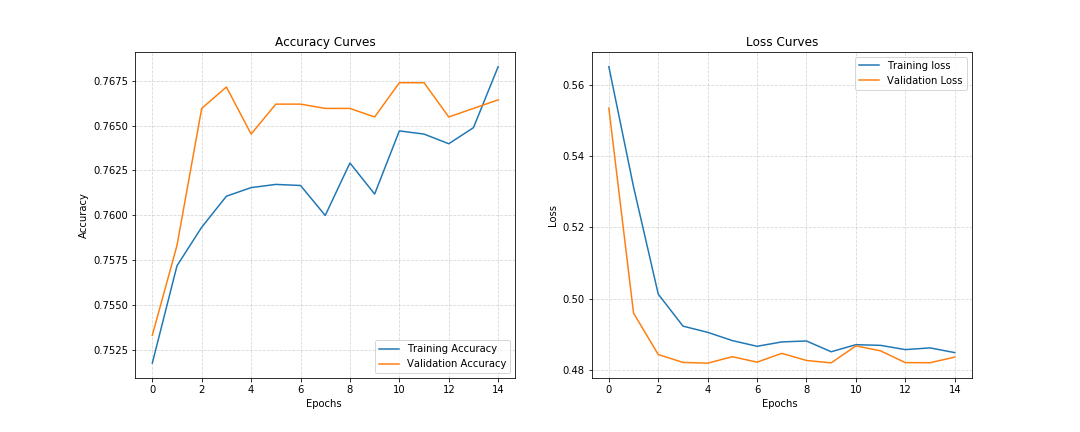 Accuracy Curves
0.7675
0.7650
0.7625
0.7600
0.7575
0.7550
0.7525
Accuracy
Training Accuracy
Validation Accuracy
0 2 4 6 8 10 12 14
Epochs
Loss Curves
Training loss
Validation Loss
0.56
0.54
0.52
0.50
0.48
Loss
0 2 4 6 8 10 12 14
Epochs